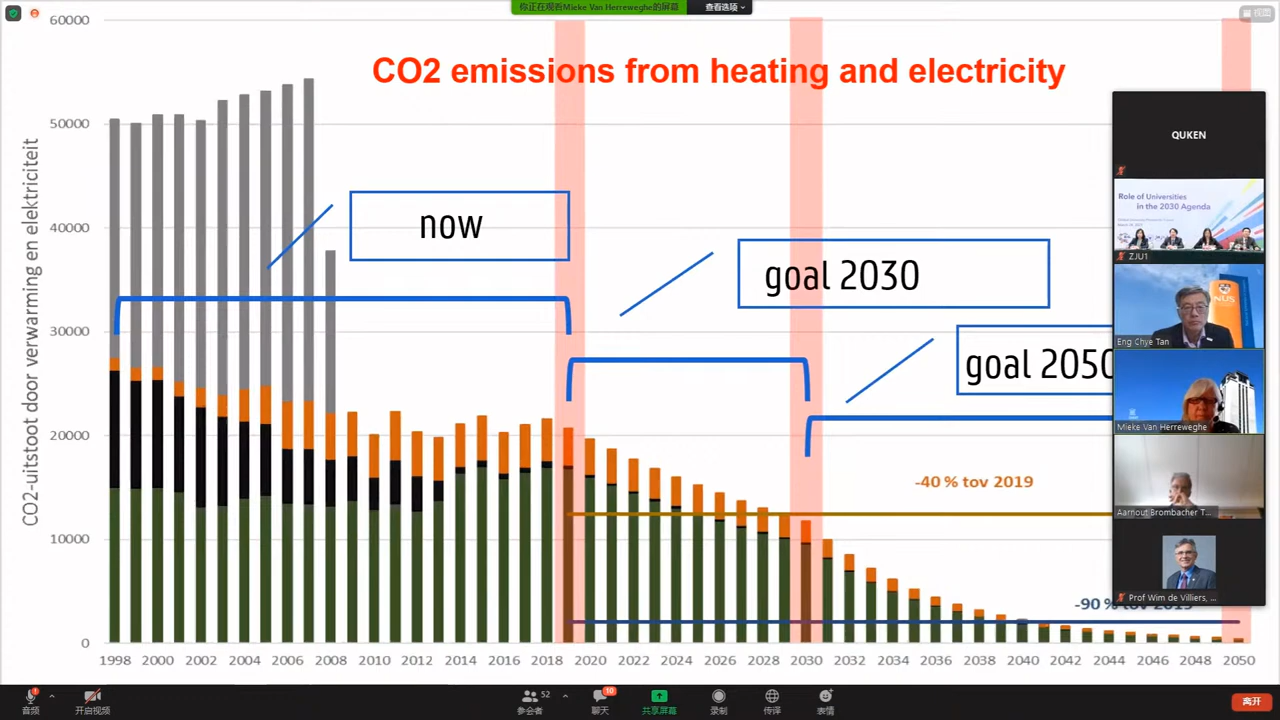 你正在观看Mieke Van Herreweghe的屏幕
查看选项
视图
CO2 emissions from heating and electricity
CO2-uitstoot door verwarming en elektriciteit
60000
50000
40000
30000
20000
10000
0
now
goal 2030
goal 2050
-40 % tov 2019
-90 % tov 2019
1998 2000 2002 2004 2006 2008 2010 2012 2014 2016 2018 2020 2022 2024 2026 2028 2030 2032 2034 2036 2038 2040 2042 2044 2046 2048 2050
QUKEN
Role of Universities
in the 2030 Agenda
ZJU1
NUS
Eng Chye Tan
Mieke Van Herreweghe
Aarnout Brombacher T...
Prof Wim de Villiers, ...
音频
开启视频
52
参会者
10
聊天
共享屏幕
录制
传译
表情
离开